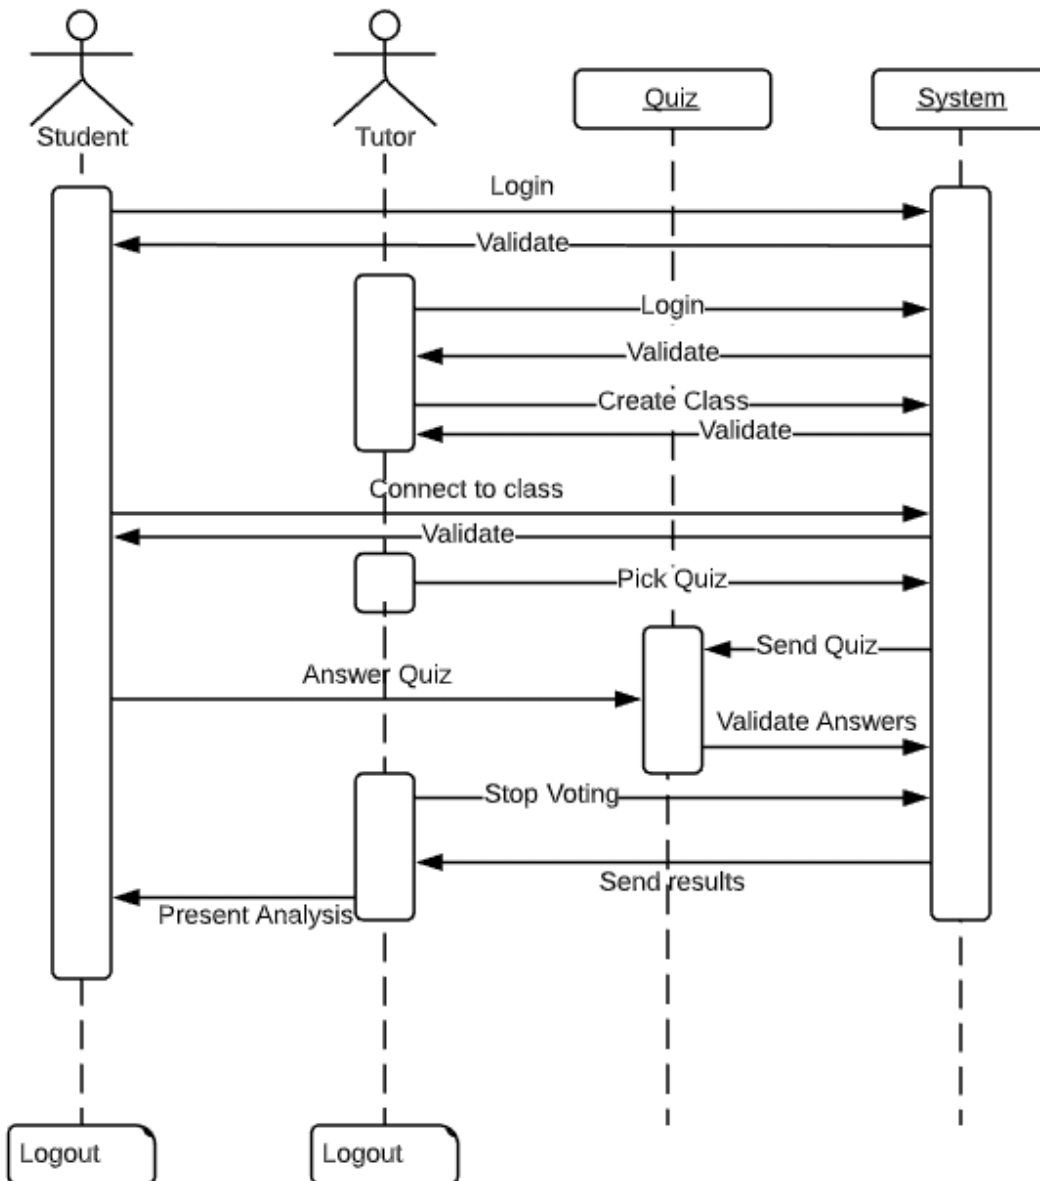 Quiz
System
Student
Tutor
Login
Validate
Login
Validate
Create Class
Validate
Connect to class
Validate
Pick Quiz
Send Quiz
Answer Quiz
Validate Answers
Stop Voting
Send results
Present Analysis
Logout
Logout